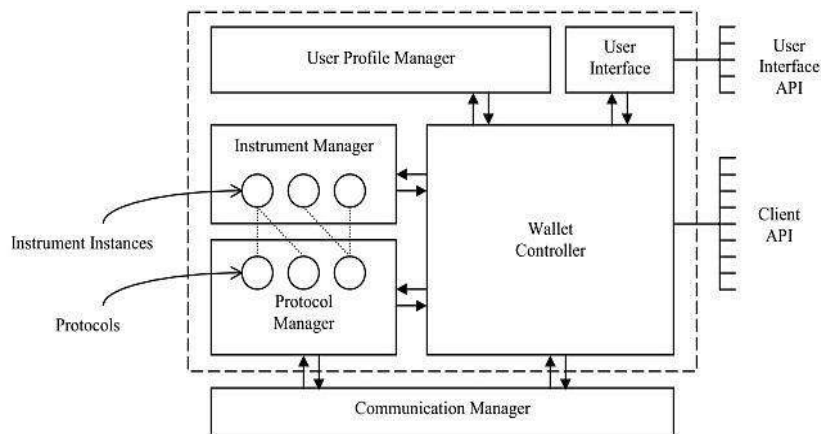 User Profile Manager
User
Interface
User
Interface
API
Instrument Manager
Instrument Instances
Wallet
Controller
Client
API
Protocol
Manager
Protocols
Communication Manager